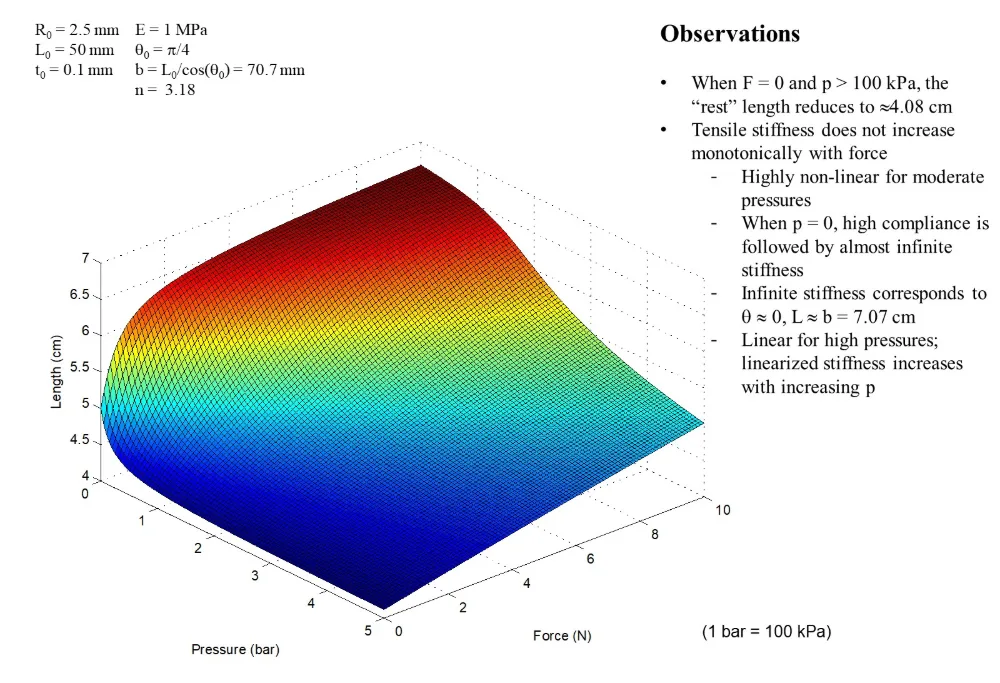 R₀ = 2.5 mm E = 1 MPa
L₀ = 50 mm θ₀ = π/4
t₀ = 0.1 mm b = L₀/cos(θ₀) = 70.7 mm
n = 3.18
Observations
• When F = 0 and p > 100 kPa, the
“rest” length reduces to ≈4.08 cm
• Tensile stiffness does not increase
monotonically with force
- Highly non-linear for moderate
pressures
- When p = 0, high compliance is
followed by almost infinite
stiffness
- Infinite stiffness corresponds to
θ ≈ 0, L ≈ b = 7.07 cm
- Linear for high pressures;
linearized stiffness increases
with increasing p
Length (cm)
7
6.5
6
5.5
5
4.5
4
0
1
2
3
4
5
Pressure (bar)
0
2
4
6
8
10
Force (N)
(1 bar = 100 kPa)